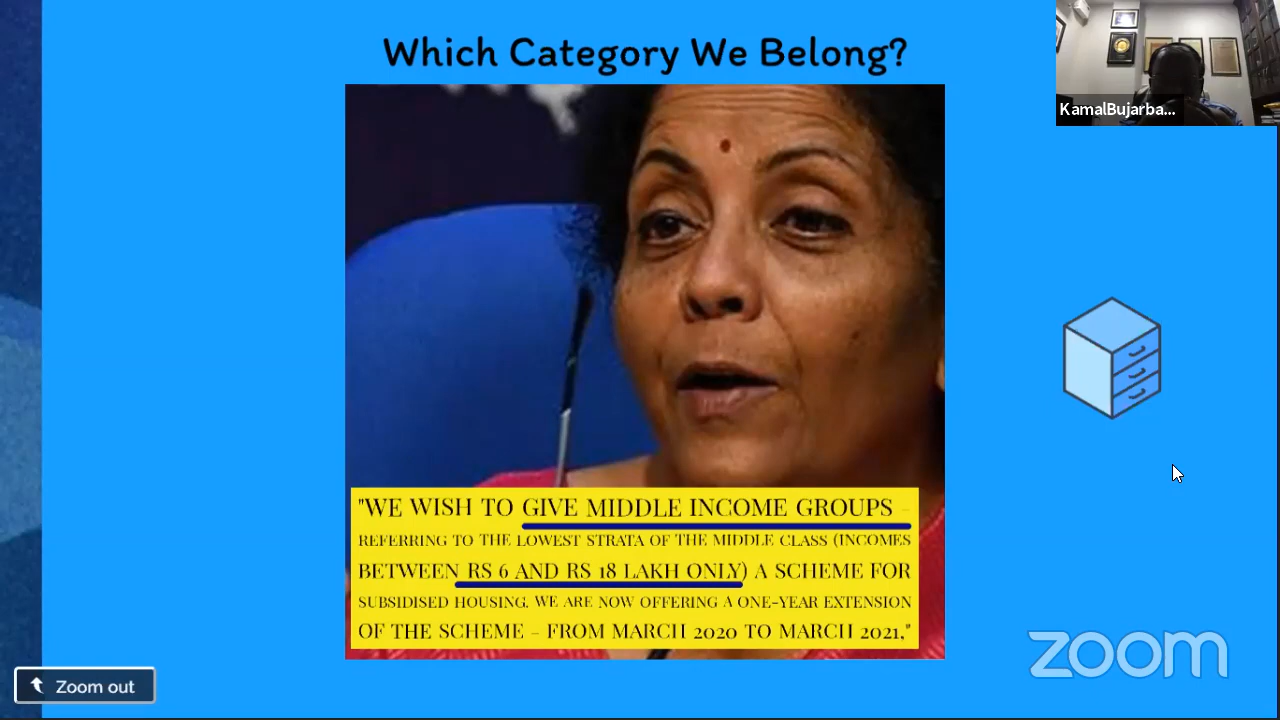 Which Category We Belong?
KamalBujarba...
"WE WISH TO GIVE MIDDLE INCOME GROUPS –
REFERRING TO THE LOWEST STRATA OF THE MIDDLE CLASS (INCOMES
BETWEEN RS 6 AND RS 18 LAKH ONLY) A SCHEME FOR
SUBSIDISED HOUSING. WE ARE NOW OFFERING A ONE-YEAR EXTENSION
OF THE SCHEME – FROM MARCH 2020 TO MARCH 2021,"
zoom
Zoom out